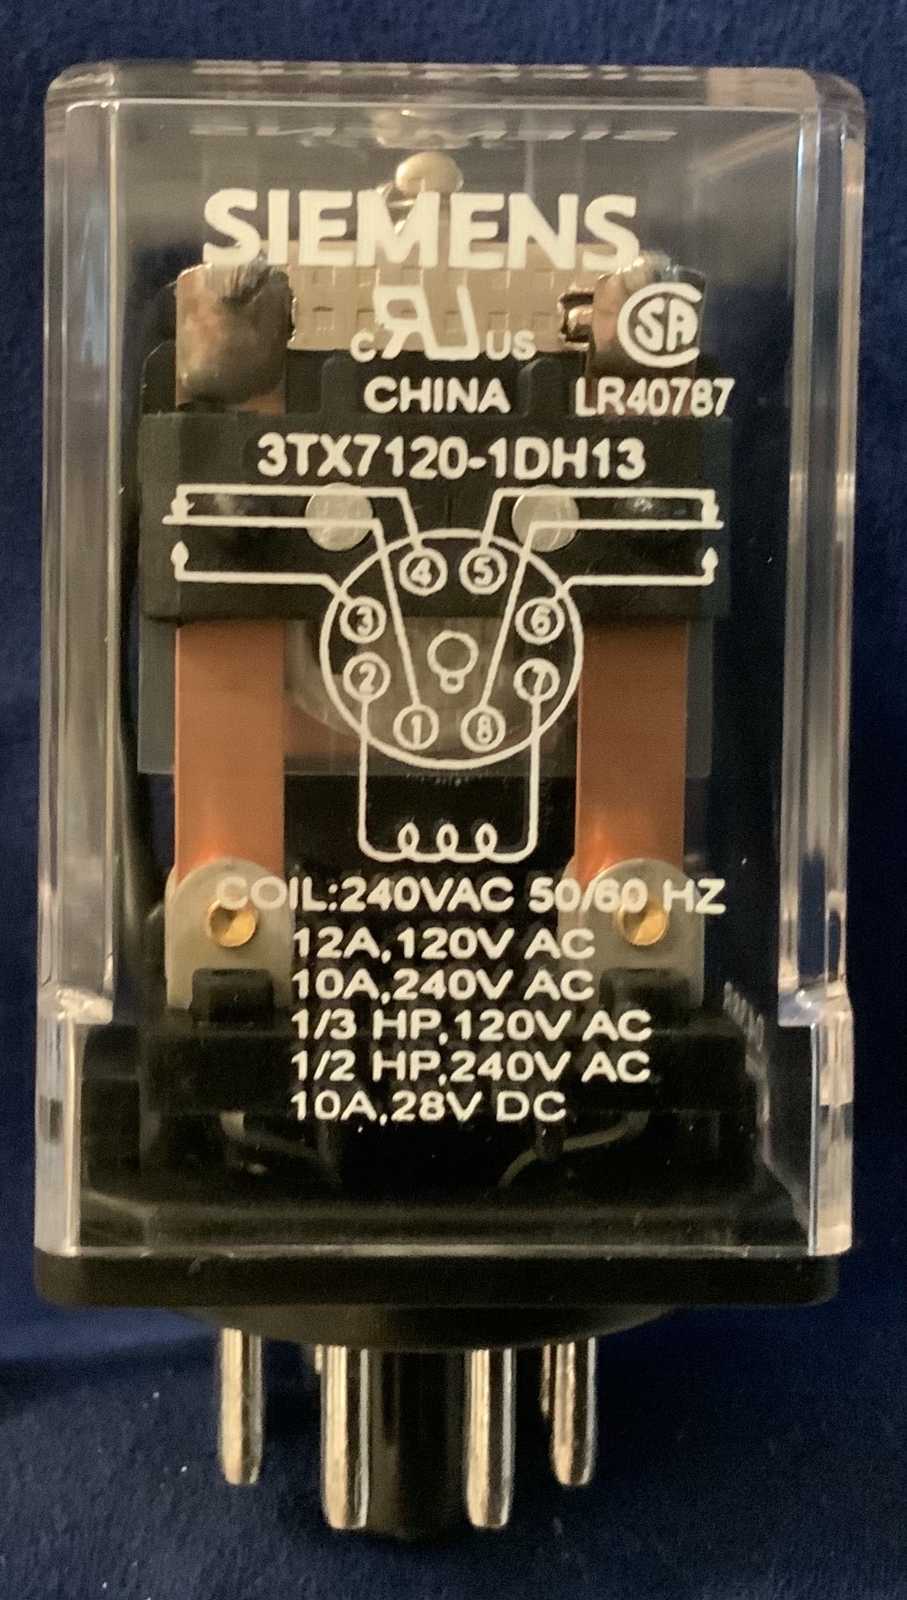 SIEMENS
C RU US
CHINA
LR40787
3TX7120-1DH13
4 5
3 6
2 7
1 8
COIL:240VAC 50/60 HZ
12A,120V AC
10A,240V AC
1/3 HP,120V AC
1/2 HP,240V AC
10A,28V DC